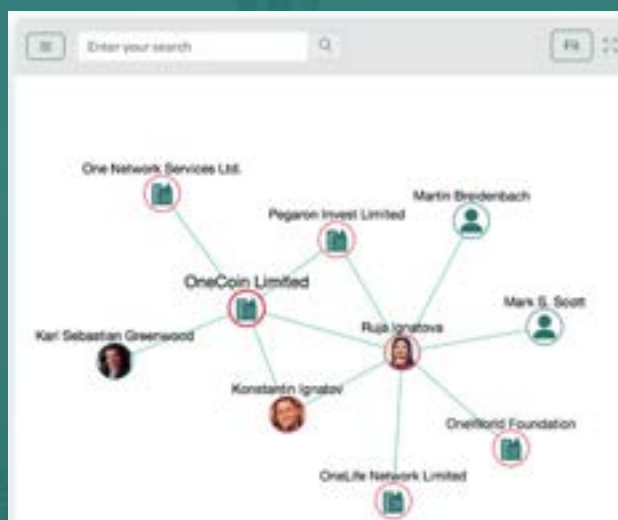 Enter your search
Fit
One Network Services Ltd.
Martin Breidenbach
Pegaron Invest Limited
OneCoin Limited
Mark S. Scott
Karl Sebastian Greenwood
Ruja Ignatova
Konstantin Ignatov
OneWorld Foundation
OneLife Network Limited